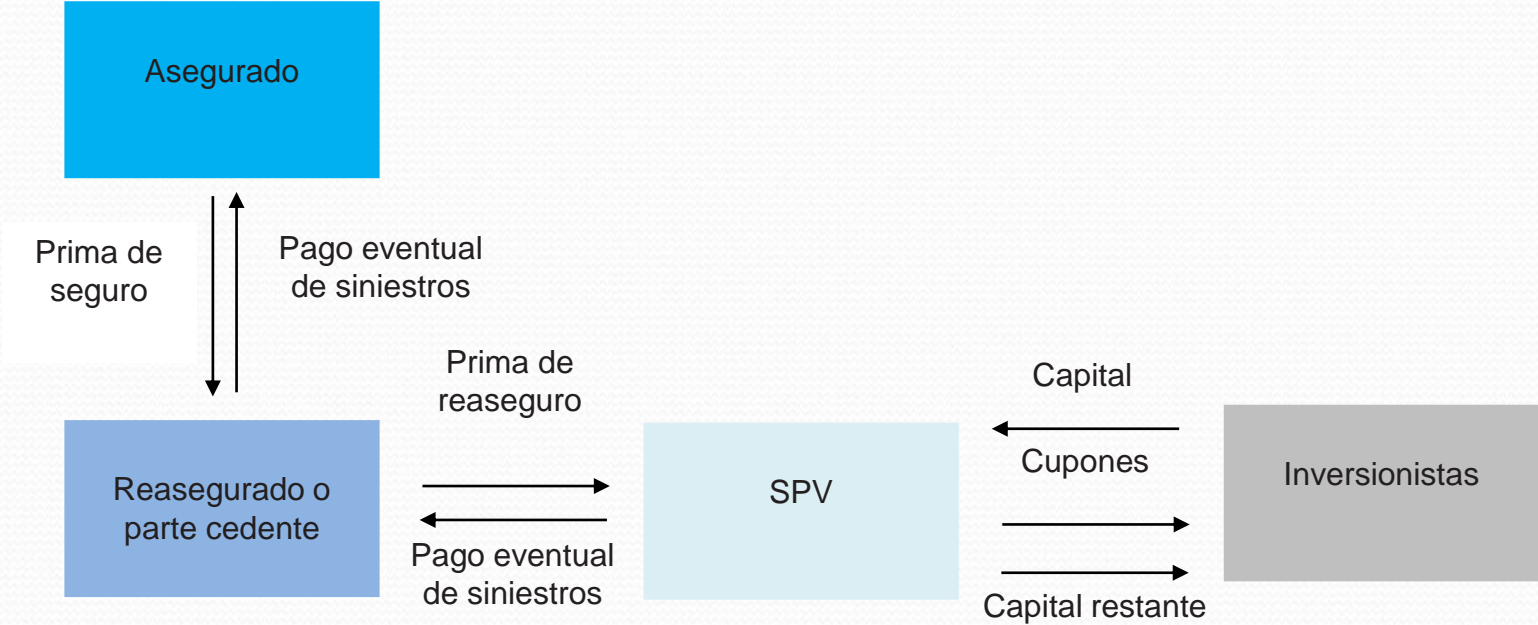 Asegurado
Prima de
seguro
Pago eventual
de siniestros
Prima de
reaseguro
Capital
Cupones
Reasegurado o
parte cedente
SPV
Inversionistas
Pago eventual
de siniestros
Capital restante